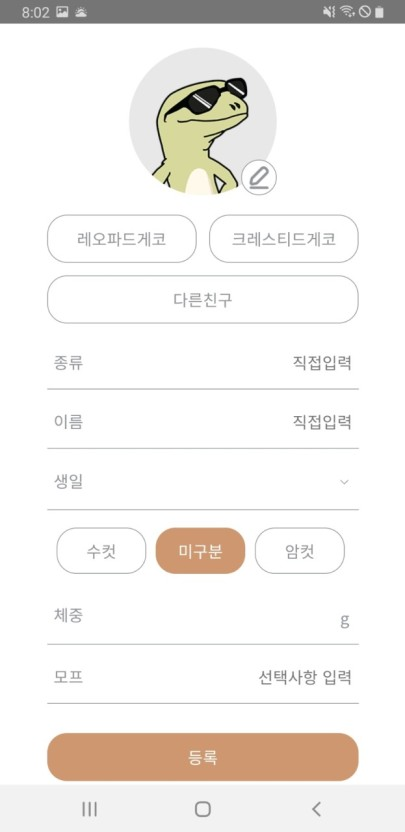 8:02
레오파드게코 크레스티드게코
다른친구
종류 직접입력
이름 직접입력
생일
수컷 미구분 암컷
체중 g
모프 선택사항 입력
등록